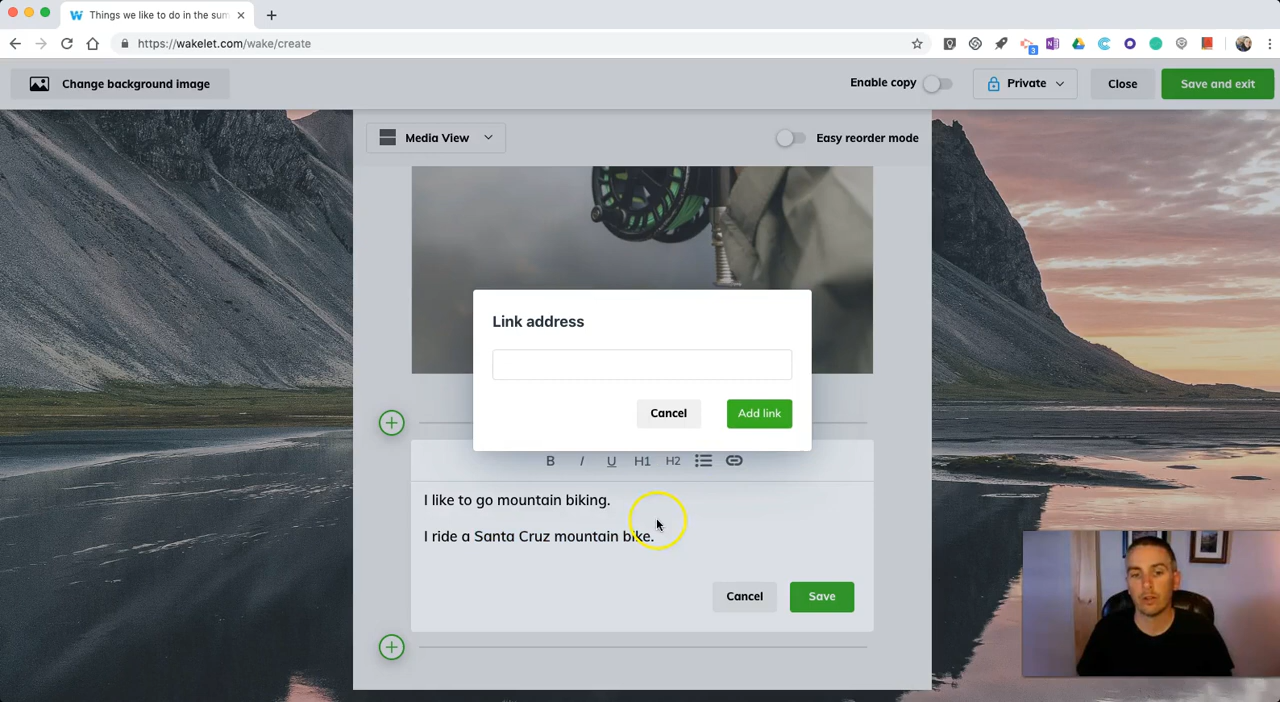 Things we like to do in the sum
https://wakelet.com/wake/create
3
Change background image
Enable copy
Private
Close
Save and exit
Media View
Easy reorder mode
Link address
Cancel
Add link
B I U H1 H2
I like to go mountain biking.
I ride a Santa Cruz mountain bike.
Cancel
Save